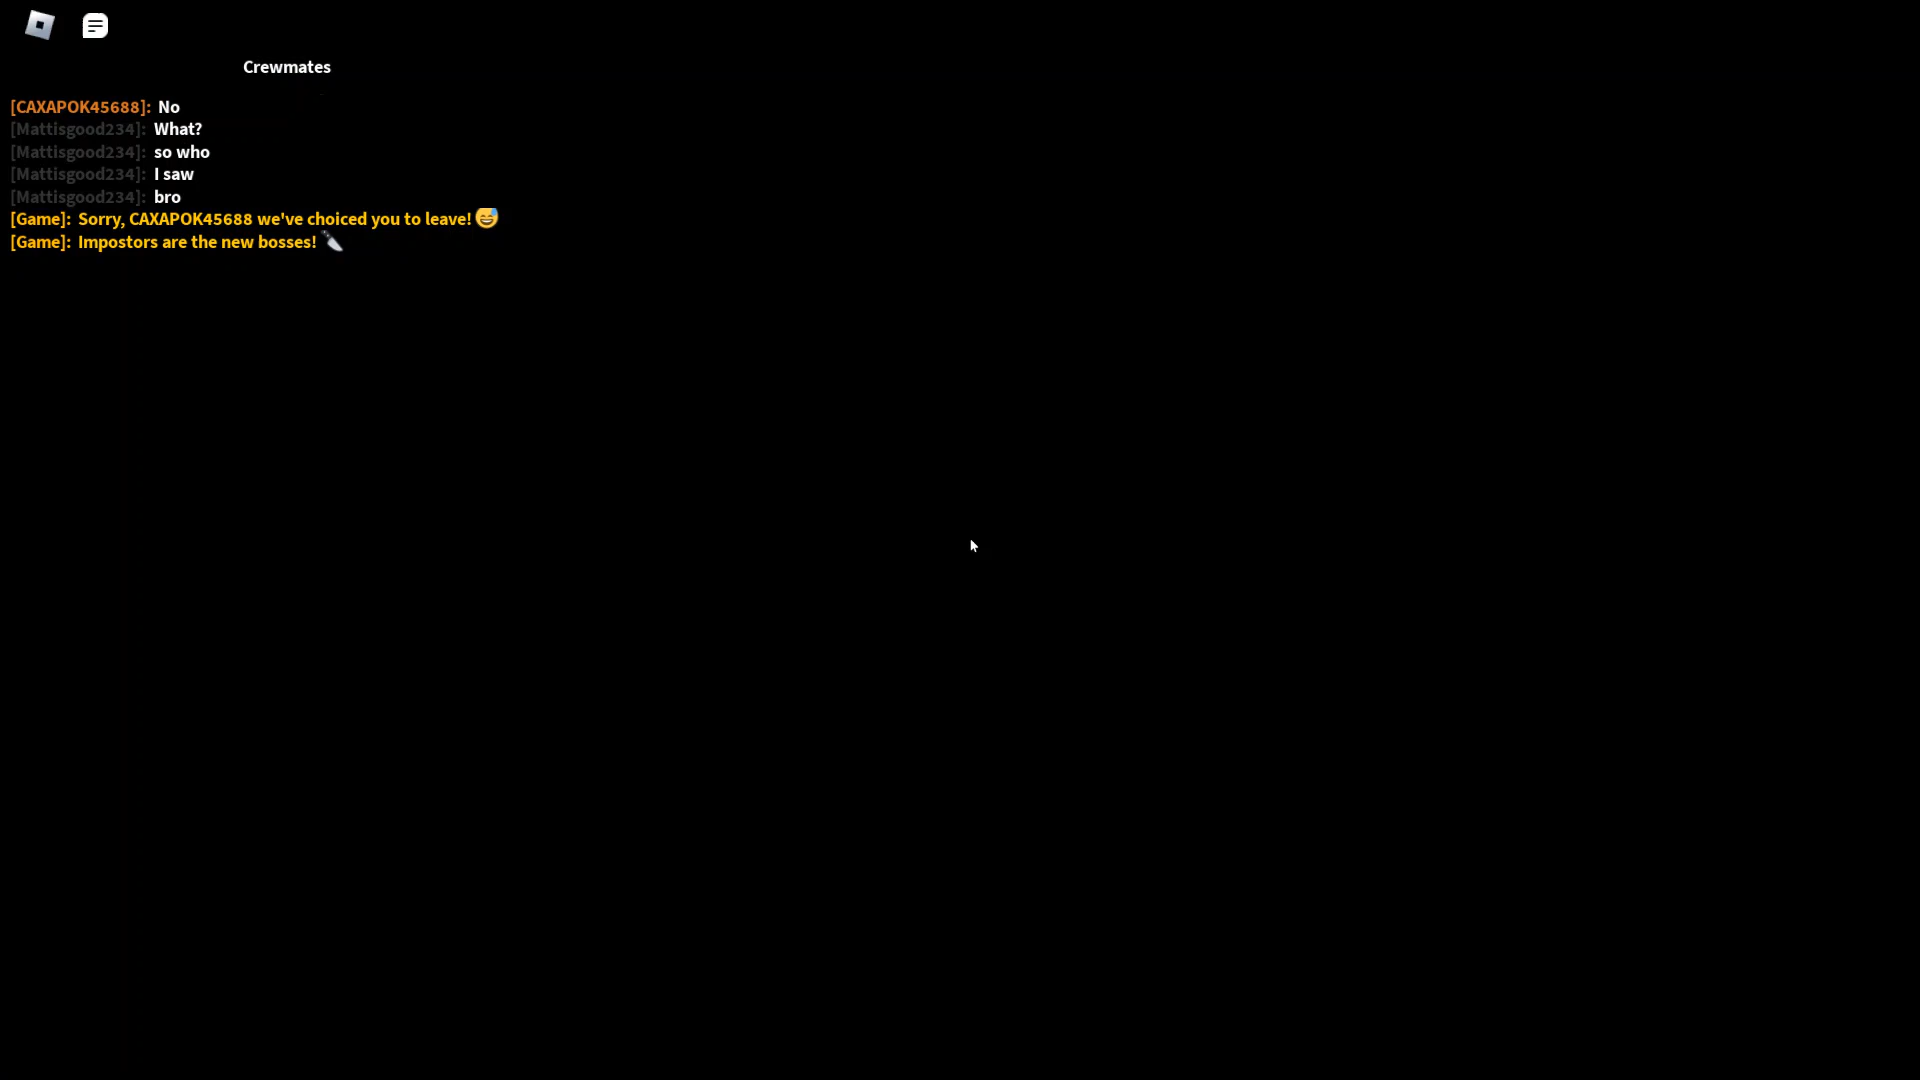 Crewmates
[CAXAPOK45688]: No
[Mattisgood234]: What?
[Mattisgood234]: so who
[Mattisgood234]: I saw
[Mattisgood234]: bro
[Game]: Sorry, CAXAPOK45688 we've choiced you to leave! 😅
[Game]: Impostors are the new bosses! 🔪